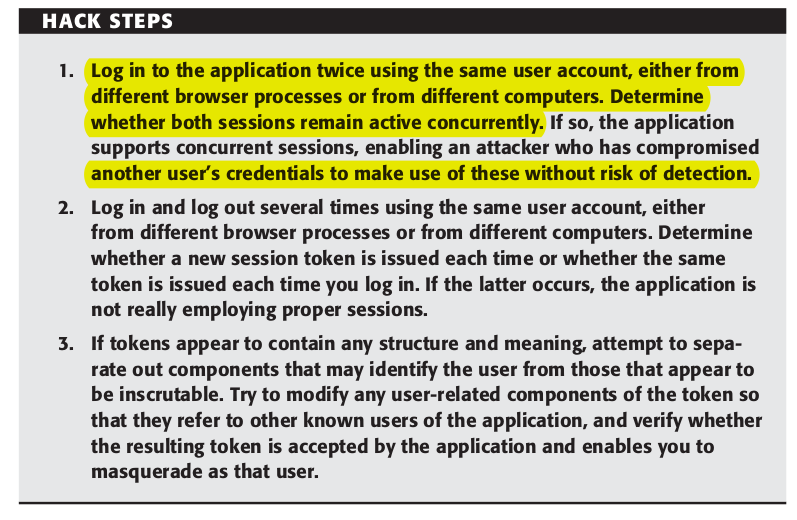 HACK STEPS
1. Log in to the application twice using the same user account, either from
different browser processes or from different computers. Determine
whether both sessions remain active concurrently. If so, the application
supports concurrent sessions, enabling an attacker who has compromised
another user’s credentials to make use of these without risk of detection.
2. Log in and log out several times using the same user account, either
from different browser processes or from different computers. Determine
whether a new session token is issued each time or whether the same
token is issued each time you log in. If the latter occurs, the application is
not really employing proper sessions.
3. If tokens appear to contain any structure and meaning, attempt to sepa-
rate out components that may identify the user from those that appear to
be inscrutable. Try to modify any user-related components of the token so
that they refer to other known users of the application, and verify whether
the resulting token is accepted by the application and enables you to
masquerade as that user.